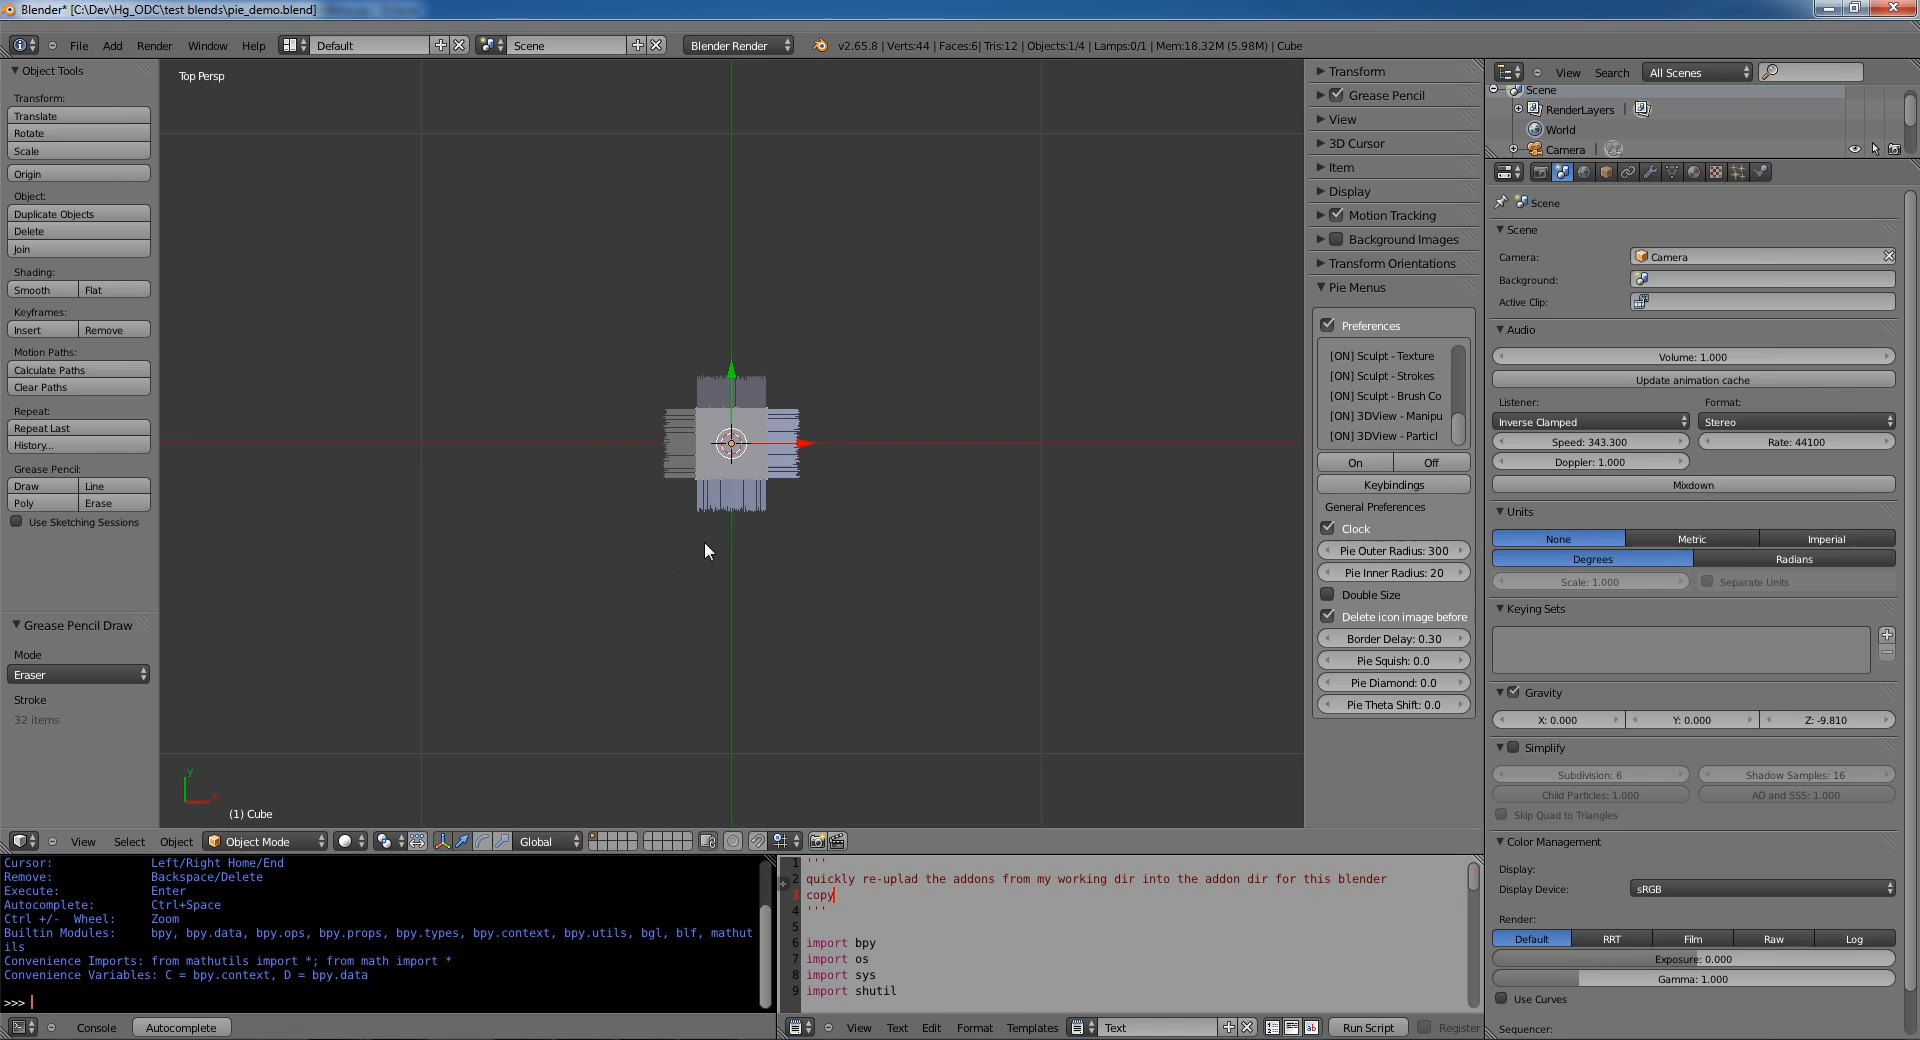 Blender* [C:\Dev\Hg_ODC\test blends\pie_demo.blend]
File Add Render Window Help Default Scene Blender Render v2.65.8 | Verts:44 | Faces:6| Tris:12 | Objects:1/4 | Lamps:0/1 | Mem:18.32M (5.98M) | Cube
Object Tools
Transform:
Translate
Rotate
Scale
Origin
Object:
Duplicate Objects
Delete
Join
Shading:
Smooth Flat
Keyframes:
Insert Remove
Motion Paths:
Calculate Paths
Clear Paths
Repeat:
Repeat Last
History...
Grease Pencil:
Draw Line
Poly Erase
Use Sketching Sessions
Grease Pencil Draw
Mode
Eraser
Stroke
32 items
Top Persp
y
x
(1) Cube
View Select Object Object Mode Global
Transform
Grease Pencil
View
3D Cursor
Item
Display
Motion Tracking
Background Images
Transform Orientations
Pie Menus
Preferences
[ON] Sculpt - Texture
[ON] Sculpt - Strokes
[ON] Sculpt - Brush Co
[ON] 3DView - Manipu
[ON] 3DView - Particl
On Off
Keybindings
General Preferences
Clock
Pie Outer Radius: 300
Pie Inner Radius: 20
Double Size
Delete icon image before
Border Delay: 0.30
Pie Squish: 0.0
Pie Diamond: 0.0
Pie Theta Shift: 0.0
View Search All Scenes
Scene
RenderLayers |
World
Camera |
Scene
Scene
Camera: Camera
Background:
Active Clip:
Audio
Volume: 1.000
Update animation cache
Listener: Format:
Inverse Clamped Stereo
Speed: 343.300 Rate: 44100
Doppler: 1.000
Mixdown
Units
None Metric Imperial
Degrees Radians
Scale: 1.000 Separate Units
Keying Sets
Gravity
X: 0.000 Y: 0.000 Z: -9.810
Simplify
Subdivision: 6 Shadow Samples: 16
Child Particles: 1.000 AO and SSS: 1.000
Skip Quad to Triangles
Color Management
Display:
Display Device: sRGB
Render:
Default RRT Film Raw Log
Exposure: 0.000
Gamma: 1.000
Use Curves
Sequencer:
Cursor: Left/Right Home/End
Remove: Backspace/Delete
Execute: Enter
Autocomplete: Ctrl+Space
Ctrl +/- Wheel: Zoom
Builtin Modules: bpy, bpy.data, bpy.ops, bpy.props, bpy.types, bpy.context, bpy.utils, bgl, blf, mathut
ils
Convenience Imports: from mathutils import *; from math import *
Convenience Variables: C = bpy.context, D = bpy.data
>>>
Console Autocomplete
1 '''
2 quickly re-uplad the addons from my working dir into the addon dir for this blender
3 copy
4 '''
5
6 import bpy
7 import os
8 import sys
9 import shutil
View Text Edit Format Templates Text Run Script Register